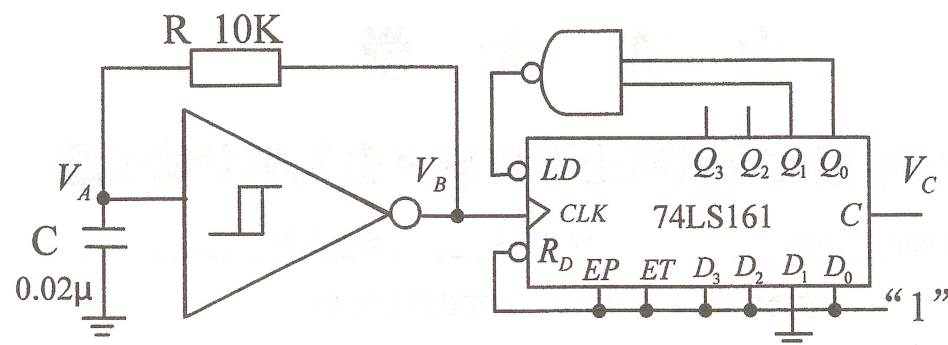 R 10K
V_A
C
0.02μ
V_B
LD
CLK
R_D
Q_3 Q_2 Q_1 Q_0
74LS161
C
EP ET D_3 D_2 D_1 D_0
V_C
“1”